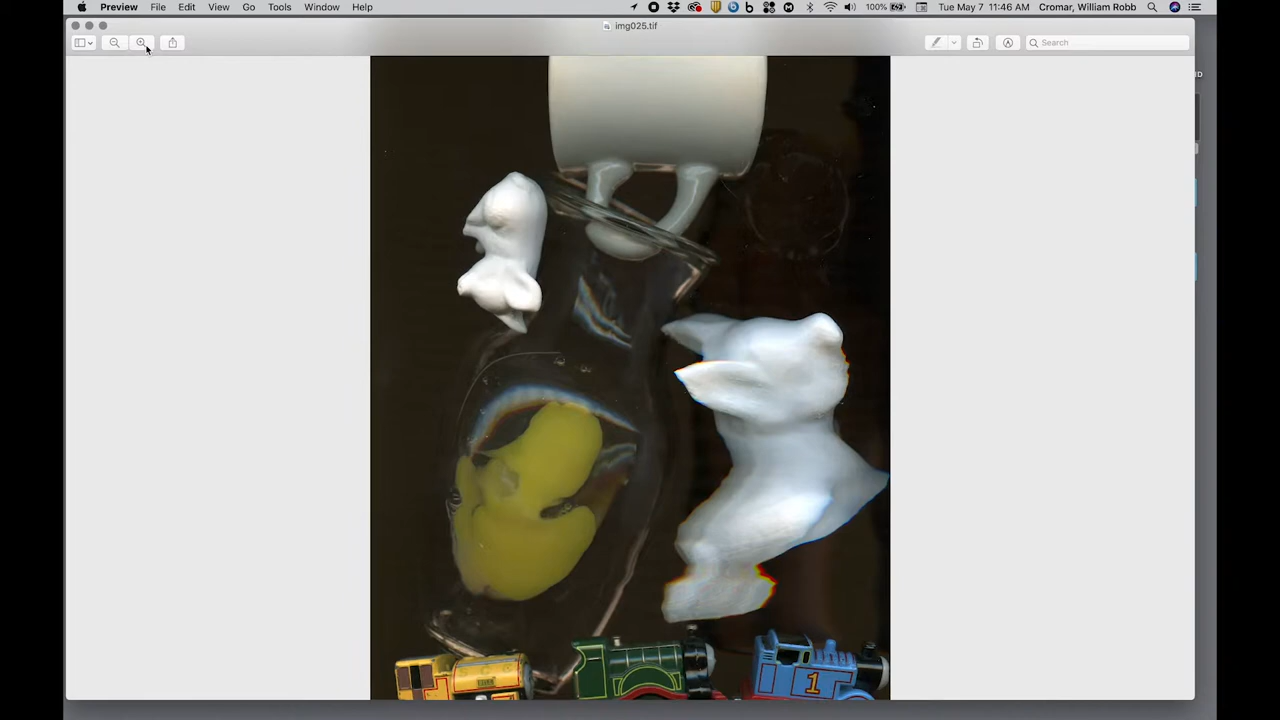 Preview File Edit View Go Tools Window Help 100% Tue May 7 11:46 AM Cromar, William Robb
img025.tif
Search
1